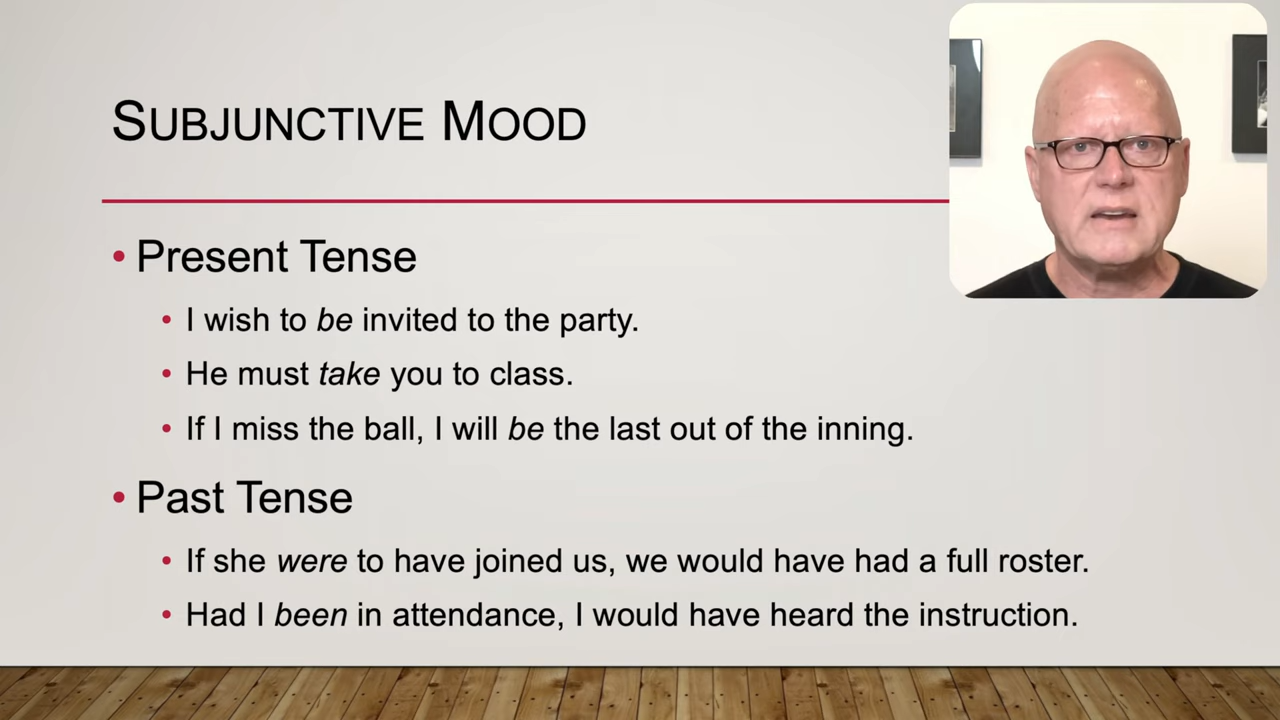 SUBJUNCTIVE MOOD
• Present Tense
• I wish to be invited to the party.
• He must take you to class.
• If I miss the ball, I will be the last out of the inning.
• Past Tense
• If she were to have joined us, we would have had a full roster.
• Had I been in attendance, I would have heard the instruction.